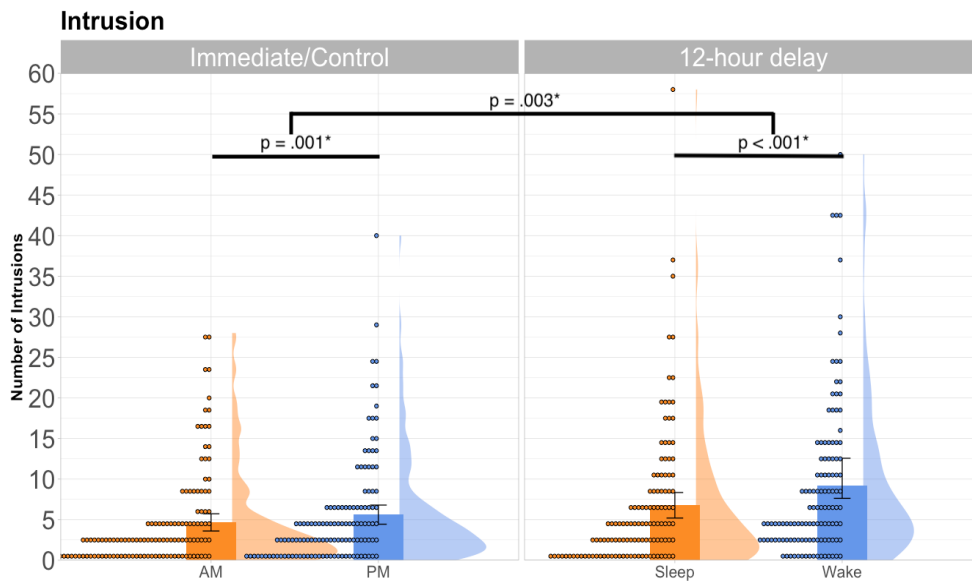 Intrusion
Immediate/Control
12-hour delay
p = .003*
p = .001*
p < .001*
Number of Intrusions
60
55
50
45
40
35
30
25
20
15
10
5
0
AM
PM
Sleep
Wake